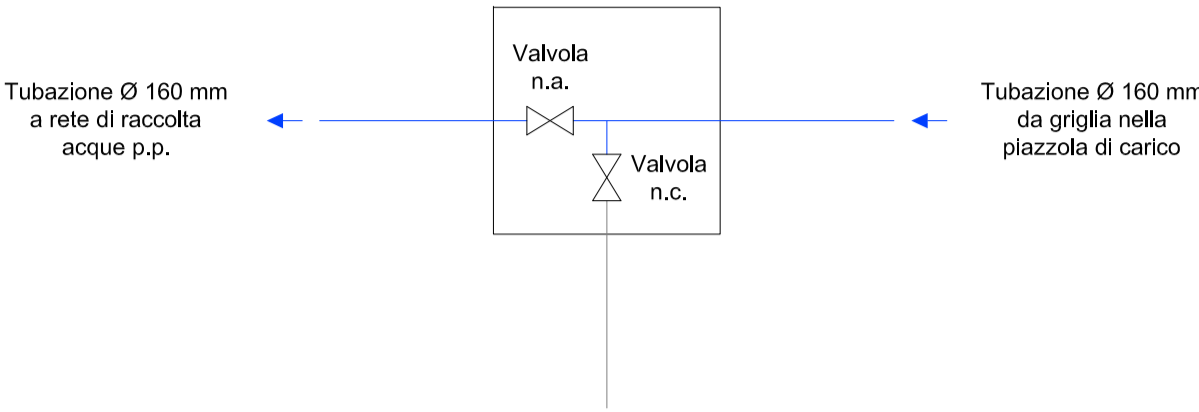 Tubazione Ø 160 mm
a rete di raccolta
acque p.p.
Valvola
n.a.
Valvola
n.c.
Tubazione Ø 160 mm
da griglia nella
piazzola di carico